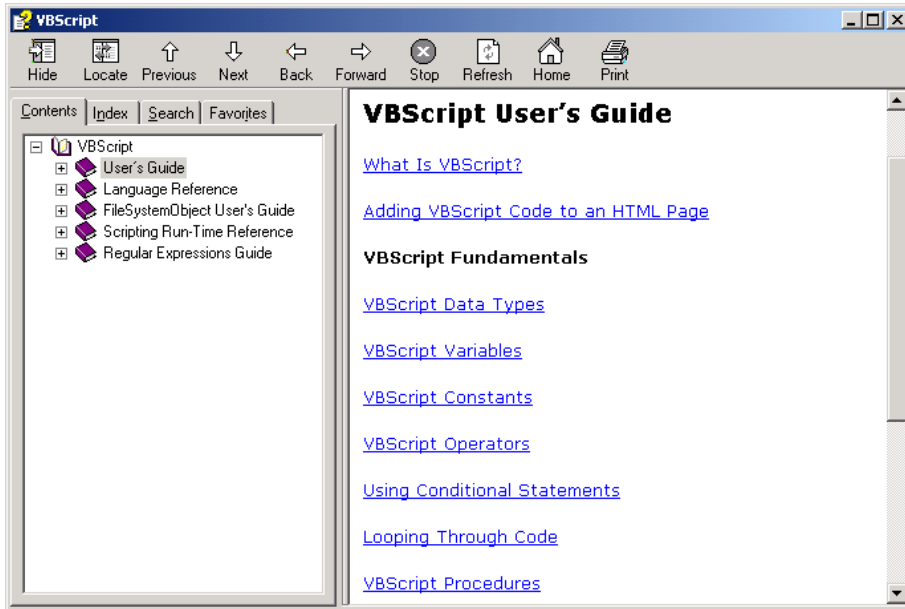 VBScript
Hide Locate Previous Next Back Forward Stop Refresh Home Print
Contents Index Search Favorites
VBScript
User's Guide
Language Reference
FileSystemObject User's Guide
Scripting Run-Time Reference
Regular Expressions Guide
VBScript User's Guide
What Is VBScript?
Adding VBScript Code to an HTML Page
VBScript Fundamentals
VBScript Data Types
VBScript Variables
VBScript Constants
VBScript Operators
Using Conditional Statements
Looping Through Code
VBScript Procedures